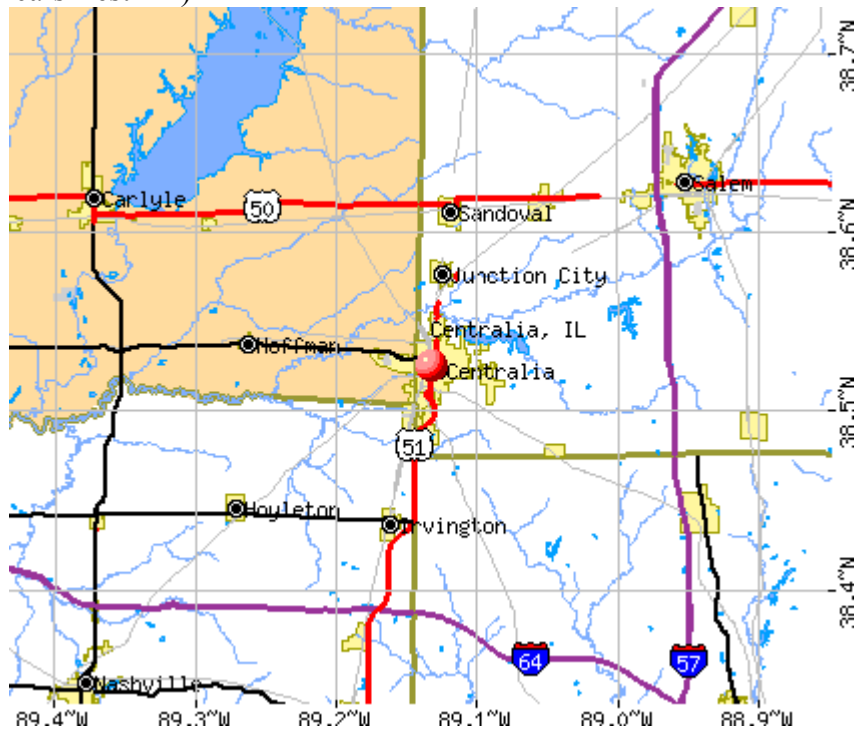 38.7°N
Salem
Carlyle
50
Sandoval
38.6°N
Junction City
Centralia, IL
Hoffman
Centralia
38.5°N
51
Hoyleton
Irvington
38.4°N
64
57
Nashville
89.4°W 89.3°W 89.2°W 89.1°W 89.0°W 88.9°W